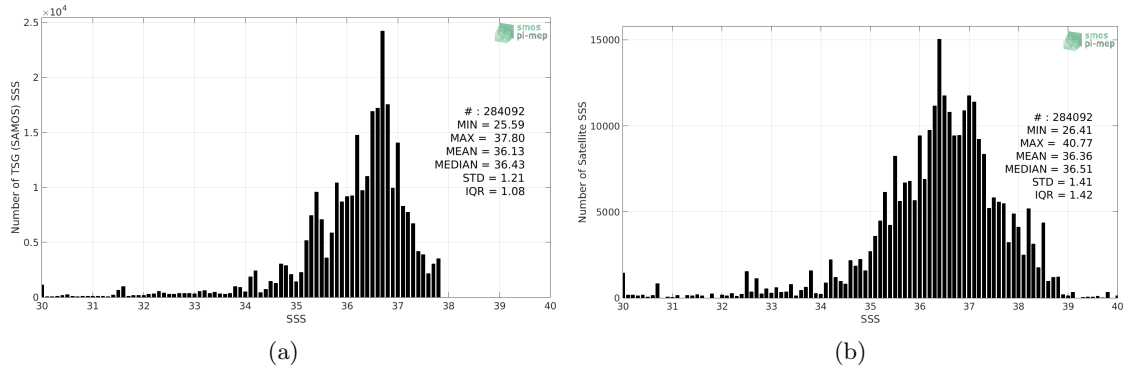 ×10⁴
2.5
2
1.5
1
0.5
0
Number of TSG (SAMOS) SSS
30 31 32 33 34 35 36 37 38 39 40
SSS
smos
pi-mep
# : 284092
MIN = 25.59
MAX = 37.80
MEAN = 36.13
MEDIAN = 36.43
STD = 1.21
IQR = 1.08
(a)
15000
10000
5000
0
Number of Satellite SSS
30 31 32 33 34 35 36 37 38 39 40
SSS
smos
pi-mep
# : 284092
MIN = 26.41
MAX = 40.77
MEAN = 36.36
MEDIAN = 36.51
STD = 1.41
IQR = 1.42
(b)